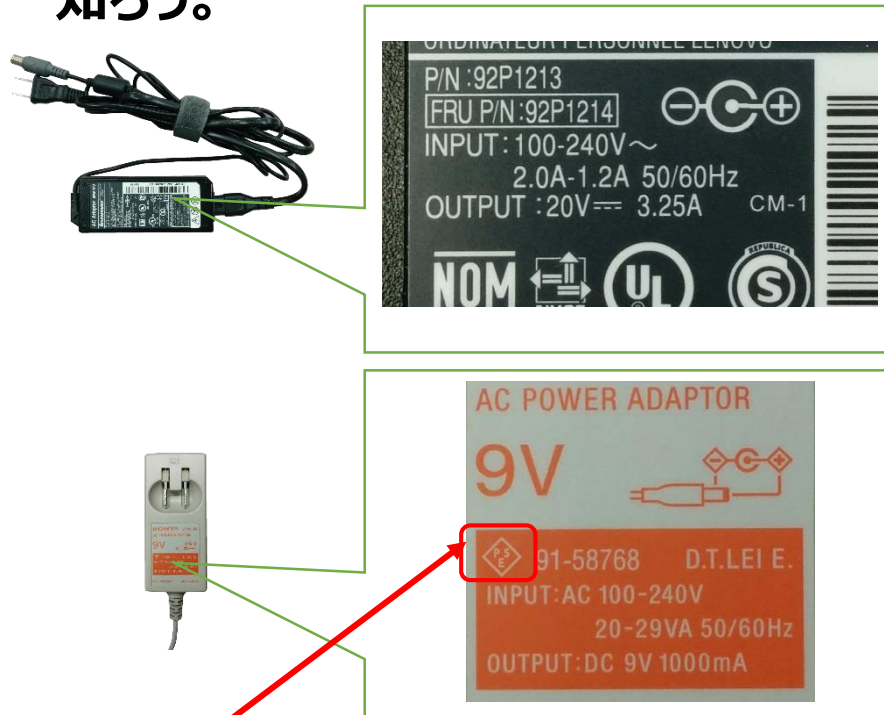 知ろう。
ORDINATEUR PERSONNEL LENOVO
P/N :92P1213
FRU P/N:92P1214
INPUT : 100-240V～
2.0A-1.2A 50/60Hz
OUTPUT : 20V⎓ 3.25A CM-1
NOM
UL
REPUBLICA
S
AC POWER ADAPTOR
9V
PSE 91-58768 D.T.LEI E.
INPUT:AC 100-240V
20-29VA 50/60Hz
OUTPUT:DC 9V 1000mA